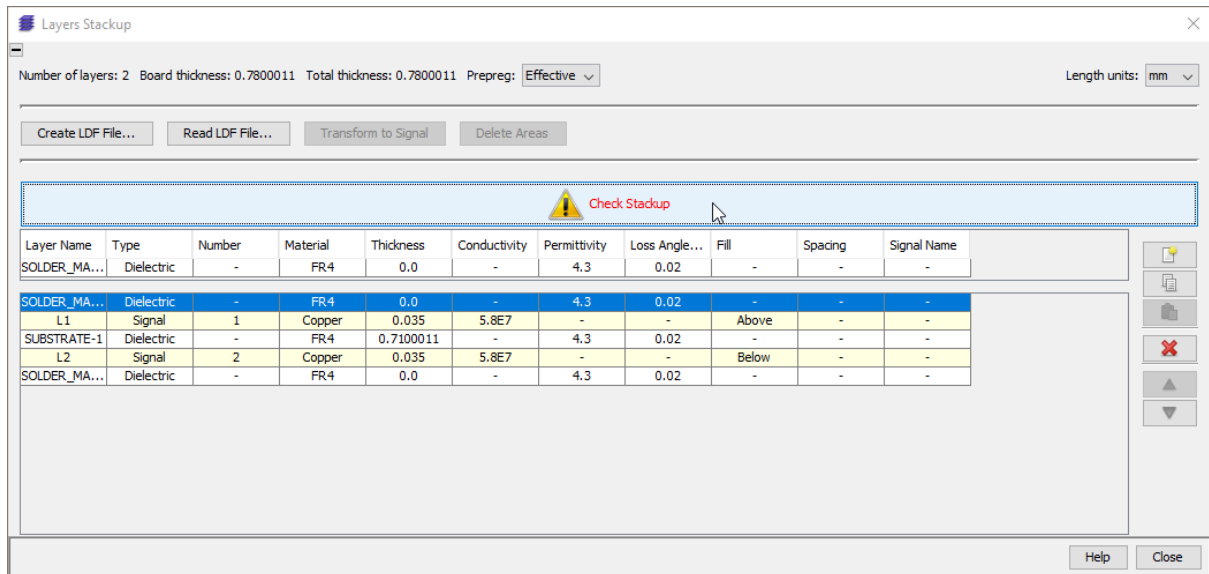 Layers Stackup
Number of layers: 2 Board thickness: 0.7800011 Total thickness: 0.7800011 Prepreg: Effective Length units: mm
Create LDF File... Read LDF File... Transform to Signal Delete Areas
Check Stackup
Layer Name Type Number Material Thickness Conductivity Permittivity Loss Angle... Fill Spacing Signal Name
SOLDER_MA... Dielectric - FR4 0.0 - 4.3 0.02 - - -
SOLDER_MA... Dielectric - FR4 0.0 - 4.3 0.02 - - -
L1 Signal 1 Copper 0.035 5.8E7 - - Above - -
SUBSTRATE-1 Dielectric - FR4 0.7100011 - 4.3 0.02 - - -
L2 Signal 2 Copper 0.035 5.8E7 - - Below - -
SOLDER_MA... Dielectric - FR4 0.0 - 4.3 0.02 - - -
Help Close